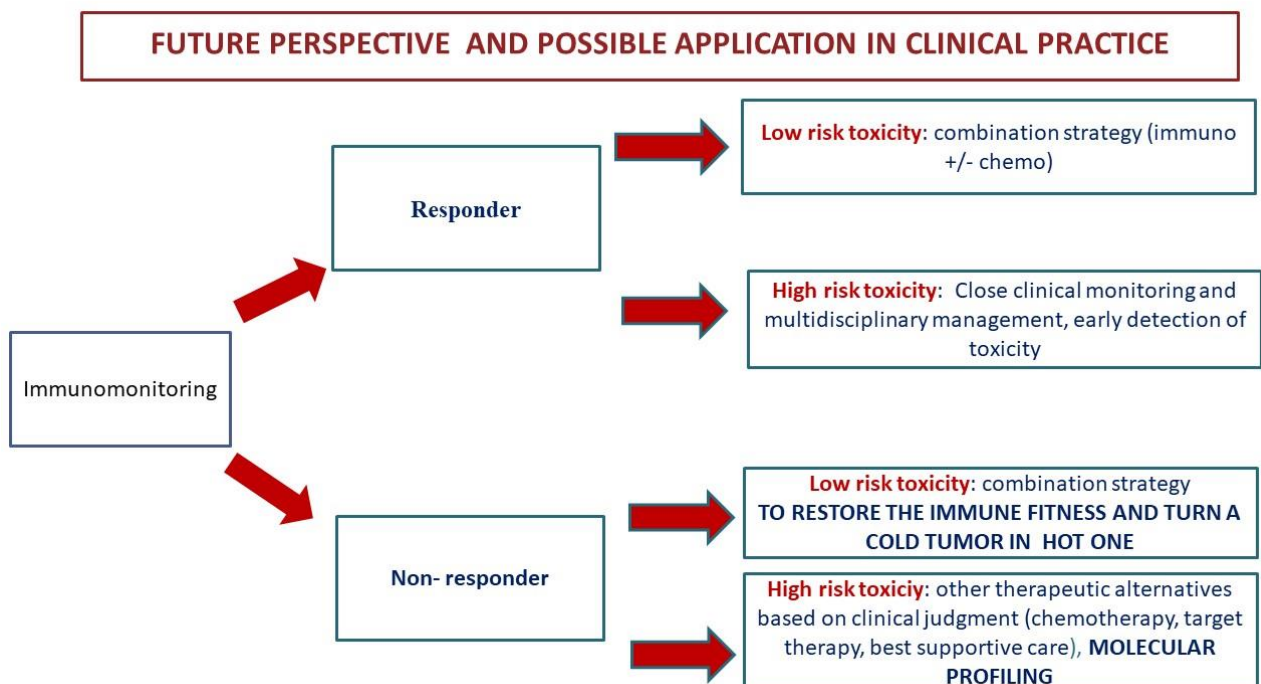 FUTURE PERSPECTIVE AND POSSIBLE APPLICATION IN CLINICAL PRACTICE
Low risk toxicity: combination strategy (immuno
+/- chemo)
Responder
High risk toxicity: Close clinical monitoring and
multidisciplinary management, early detection of
toxicity
Immunomonitoring
Low risk toxicity: combination strategy
TO RESTORE THE IMMUNE FITNESS AND TURN A
COLD TUMOR IN HOT ONE
Non- responder
High risk toxiciy: other therapeutic alternatives
based on clinical judgment (chemotherapy, target
therapy, best supportive care), MOLECULAR
PROFILING